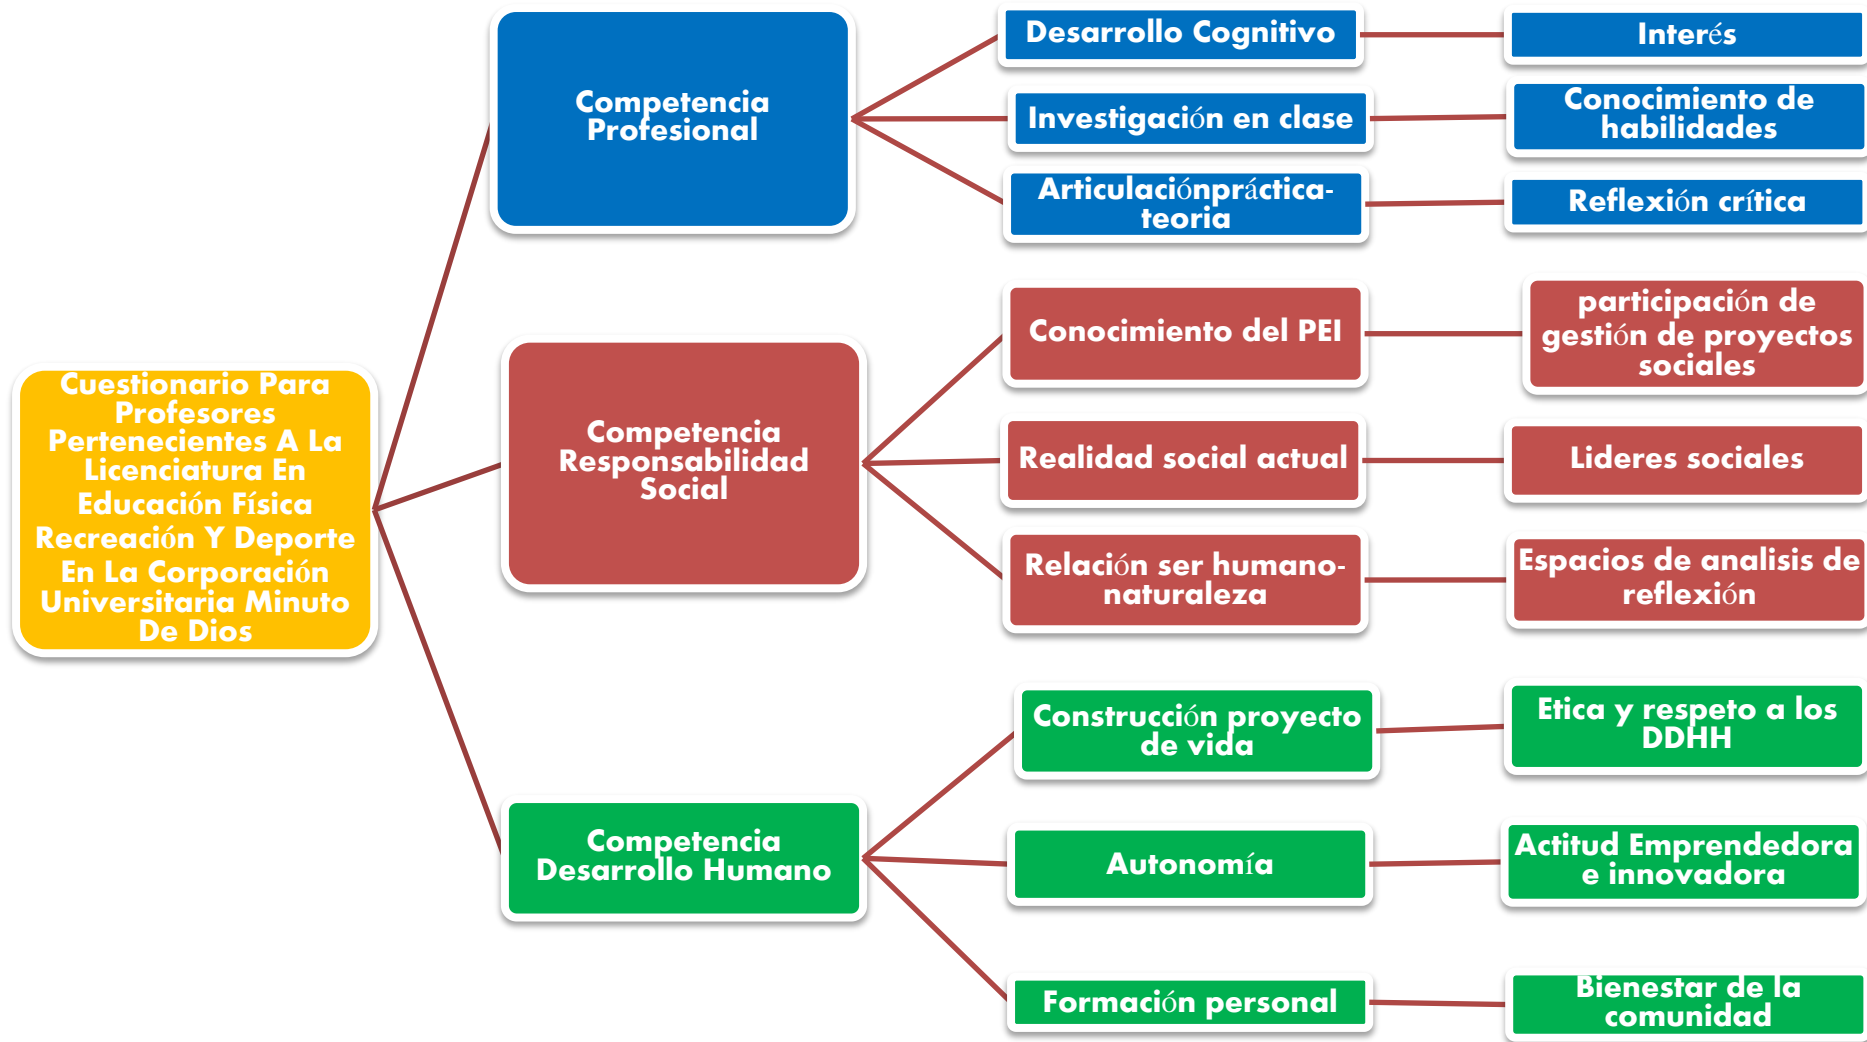 Cuestionario Para
Profesores
Pertenecientes A La
Licenciatura En
Educación Física
Recreación Y Deporte
En La Corporación
Universitaria Minuto
De Dios
Competencia
Profesional
Desarrollo Cognitivo
Interés
Investigación en clase
Conocimiento de
habilidades
Articulaciónpráctica-
teoria
Reflexión crítica
Competencia
Responsabilidad
Social
Conocimiento del PEI
participación de
gestión de proyectos
sociales
Realidad social actual
Lideres sociales
Relación ser humano-
naturaleza
Espacios de analisis de
reflexión
Competencia
Desarrollo Humano
Construcción proyecto
de vida
Etica y respeto a los
DDHH
Autonomía
Actitud Emprendedora
e innovadora
Formación personal
Bienestar de la
comunidad